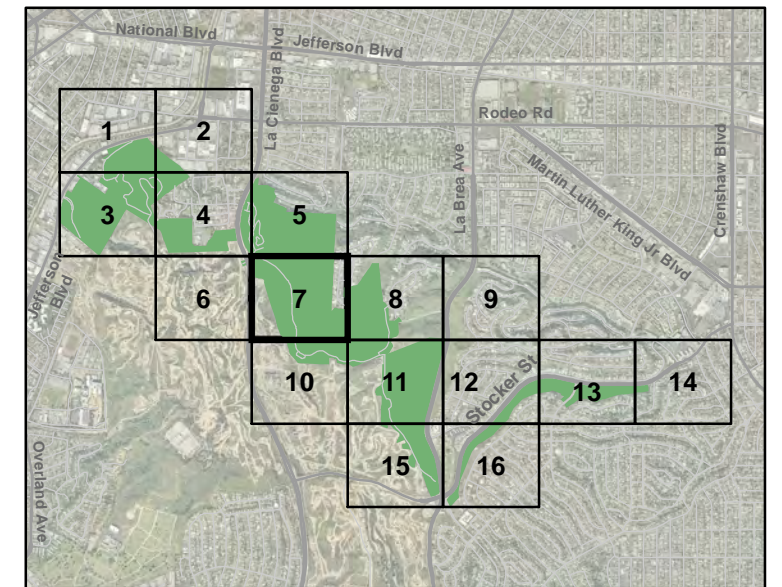 National Blvd
Jefferson Blvd
La Cienega Blvd
Rodeo Rd
1
2
La Brea Ave
Martin Luther King Jr Blvd
Crenshaw Blvd
3
4
5
Jefferson
Blvd
6
7
8
9
10
11
12
Stocker St
13
14
Overland Ave
15
16